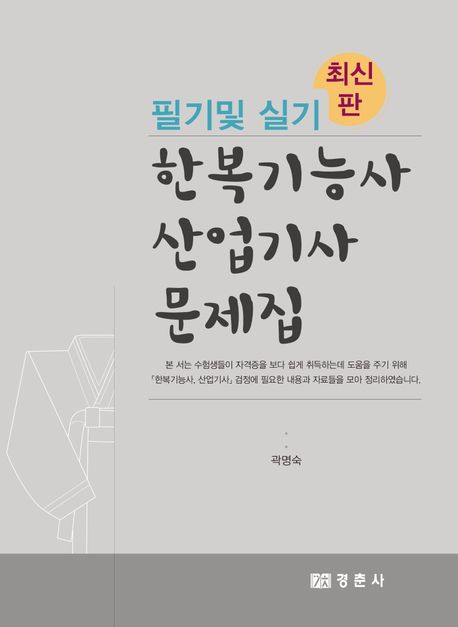 최신
판
필기및 실기
한복기능사
산업기사
문제집
본 서는 수험생들이 자격증을 보다 쉽게 취득하는데 도움을 주기 위해
「한복기능사, 산업기사」 검정에 필요한 내용과 자료들을 모아 정리하였습니다.
곽명숙
경춘사